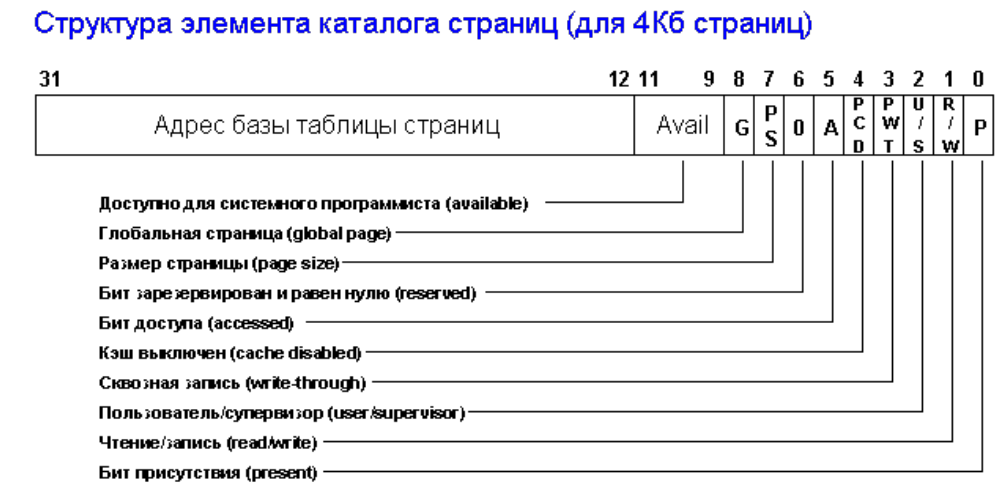 Структура элемента каталога страниц (для 4Кб страниц)
31 12 11 9 8 7 6 5 4 3 2 1 0
Адрес базы таблицы страниц Avail G PS 0 A PCD PWT U/S R/W P
Доступно для системного программиста (available)
Глобальная страница (global page)
Размер страницы (page size)
Бит зарезервирован и равен нулю (reserved)
Бит доступа (accessed)
Кэш выключен (cache disabled)
Сквозная запись (write-through)
Пользователь/супервизор (user/supervisor)
Чтение/запись (read/write)
Бит присутствия (present)